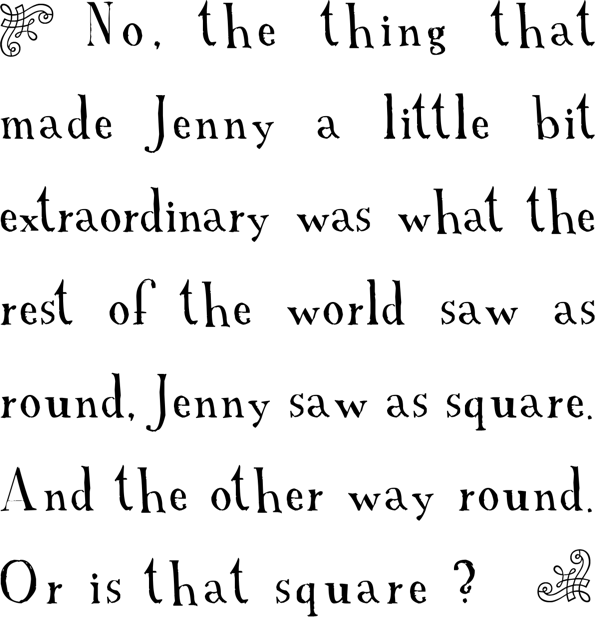 No, the thing that
made Jenny a little bit
extraordinary was what the
rest of the world saw as
round, Jenny saw as square.
And the other way round.
Or is that square ?